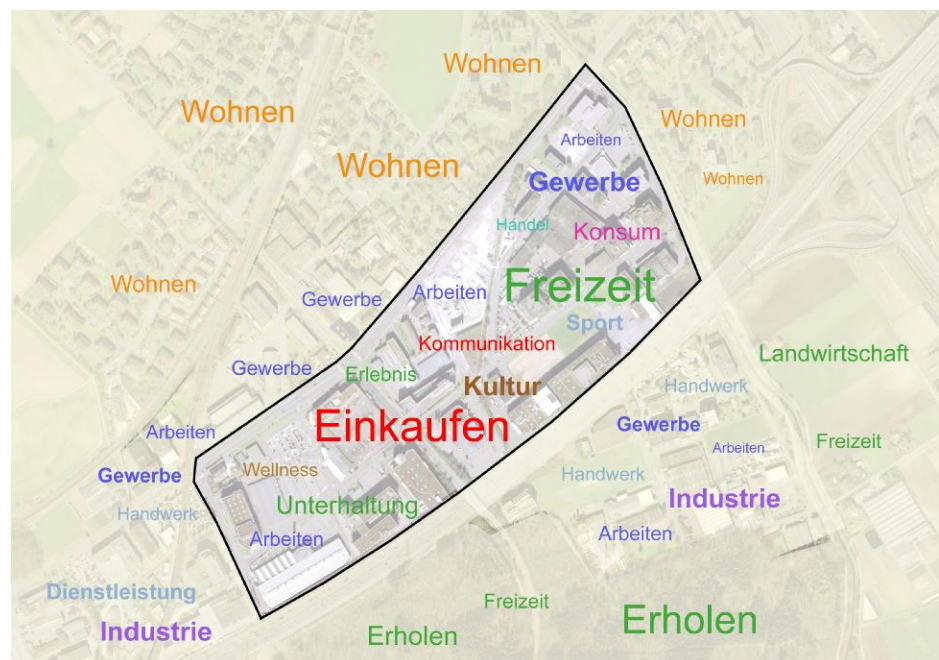 Wohnen
Wohnen
Wohnen
Arbeiten
Wohnen
Wohnen
Gewerbe
Handel
Konsum
Wohnen
Gewerbe
Arbeiten
Freizeit
Sport
Kommunikation
Landwirtschaft
Gewerbe
Erlebnis
Kultur
Handwerk
Arbeiten
Einkaufen
Gewerbe
Freizeit
Arbeiten
Gewerbe
Wellness
Handwerk
Handwerk
Unterhaltung
Industrie
Arbeiten
Arbeiten
Dienstleistung
Freizeit
Industrie
Erholen
Erholen